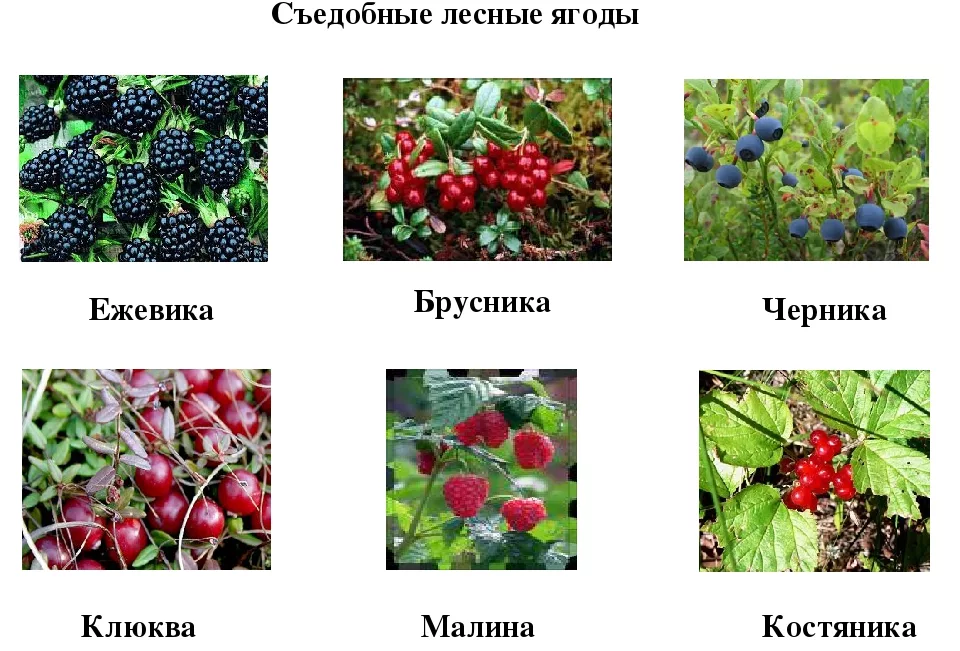 Съедобные лесные ягоды
Ежевика
Брусника
Черника
Клюква
Малина
Костяника